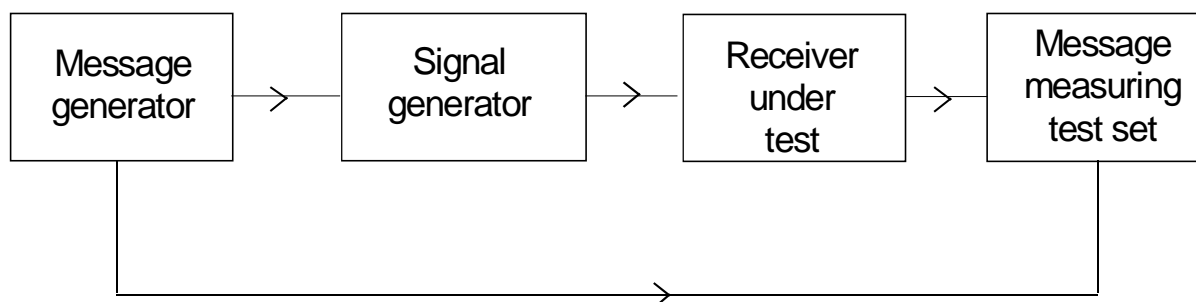 Message
generator
Signal
generator
Receiver
under
test
Message
measuring
test set